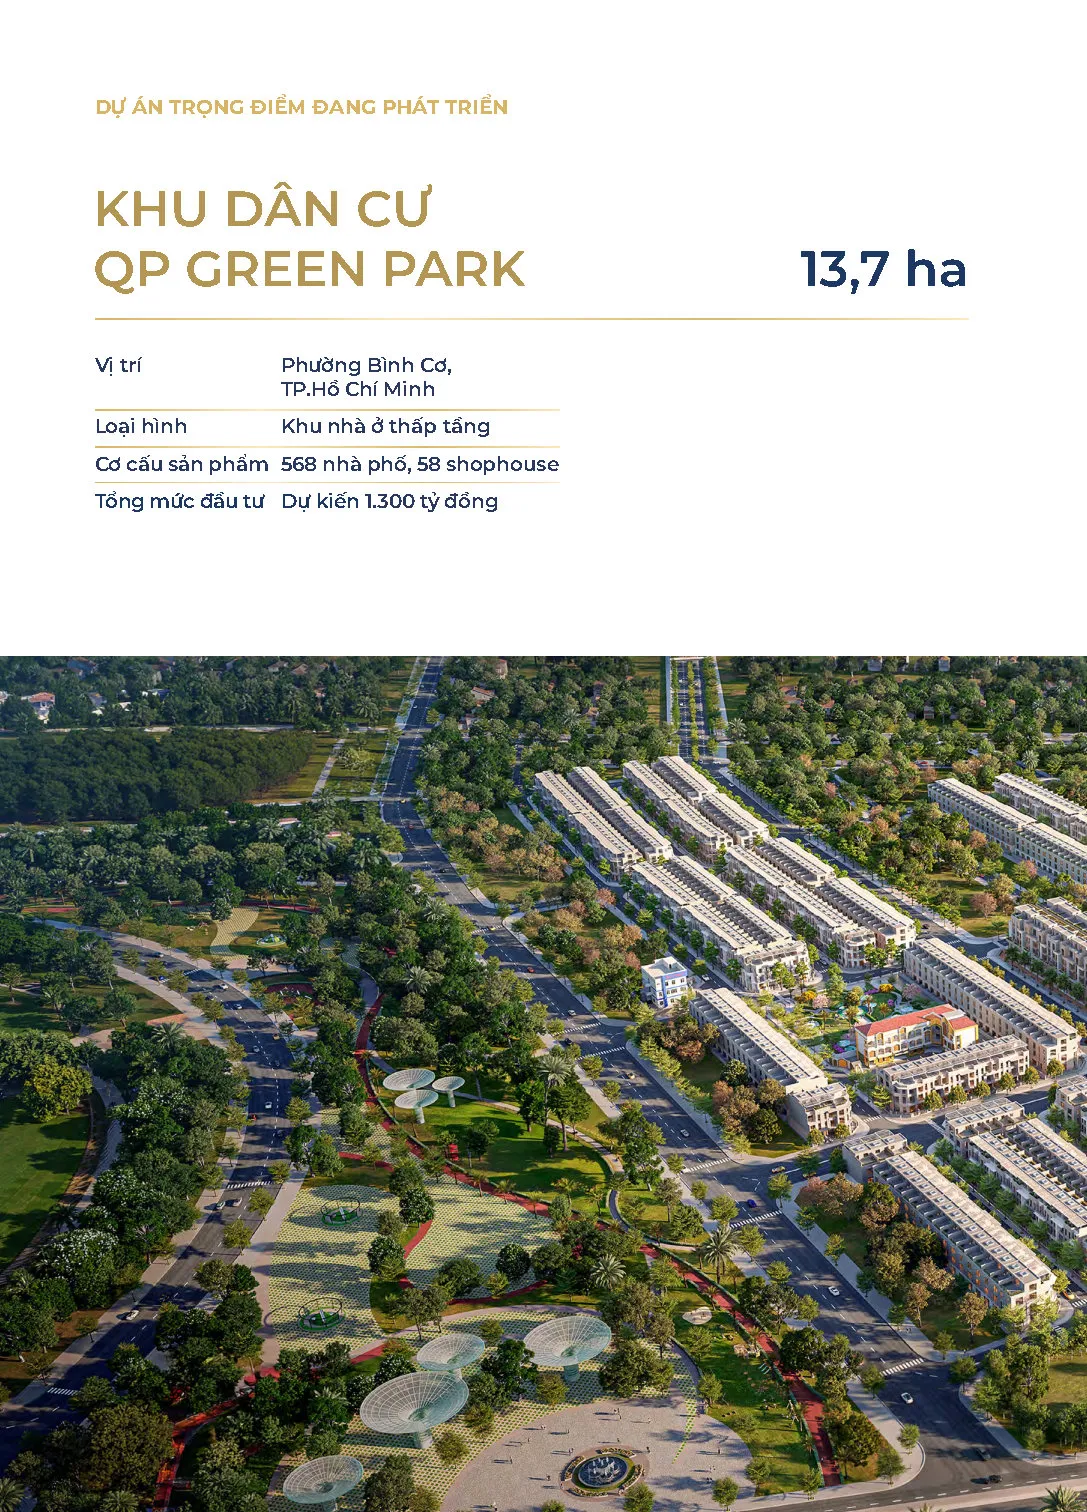 DỰ ÁN TRỌNG ĐIỂM ĐANG PHÁT TRIỂN
KHU DÂN CƯ
QP GREEN PARK
13,7 ha
Vị trí
Phường Bình Cơ,
TP.Hồ Chí Minh
Loại hình
Khu nhà ở thấp tầng
Cơ cấu sản phẩm
568 nhà phố, 58 shophouse
Tổng mức đầu tư
Dự kiến 1.300 tỷ đồng